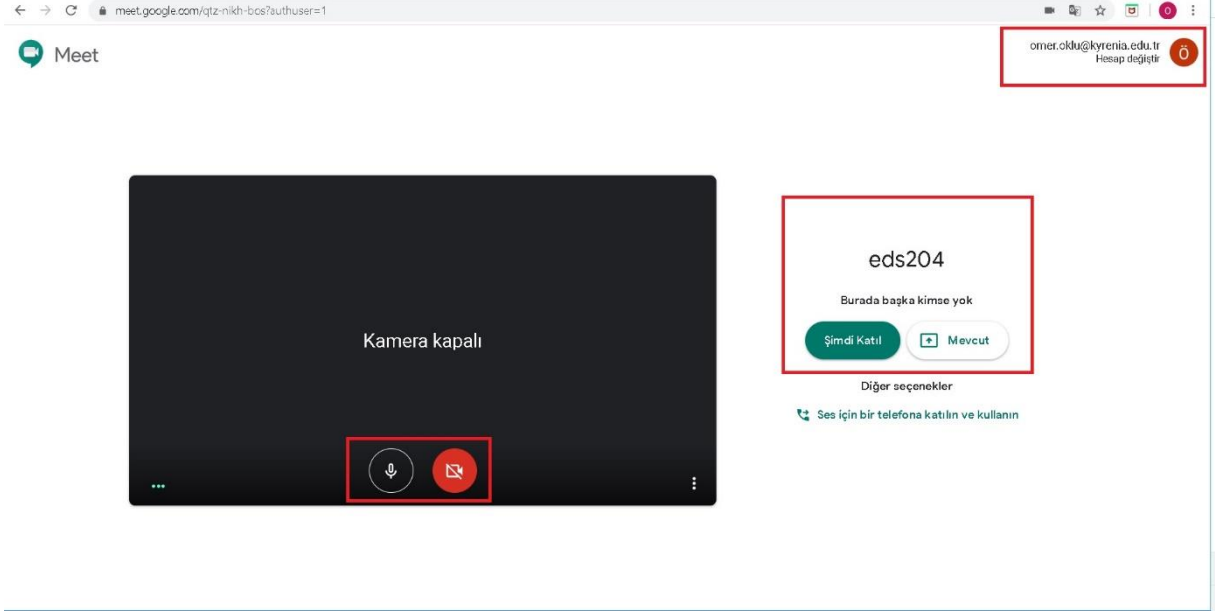 meet.google.com/qtz-nikh-bos?authuser=1
O
Meet
omer.oklu@kyrenia.edu.tr
Hesap değiştir
Ö
Kamera kapalı
eds204
Burada başka kimse yok
Şimdi Katıl
Mevcut
Diğer seçenekler
Ses için bir telefona katılın ve kullanın